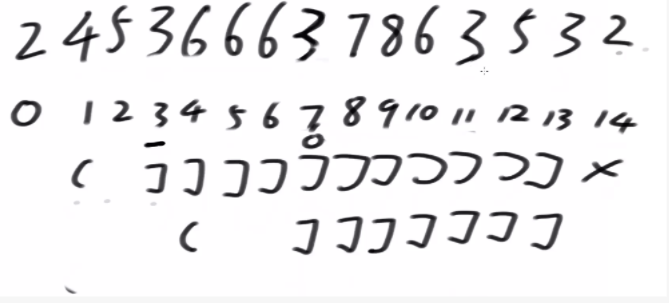 2 4 5 3 6 6 6 3 7 8 6 3 5 3 2
0 1 2 3 4 5 6 7 8 9 10 11 12 13 14
( ] ] ] ] ] ] ] ] ] ] ] ×
( ] ] ] ] ] ] ]